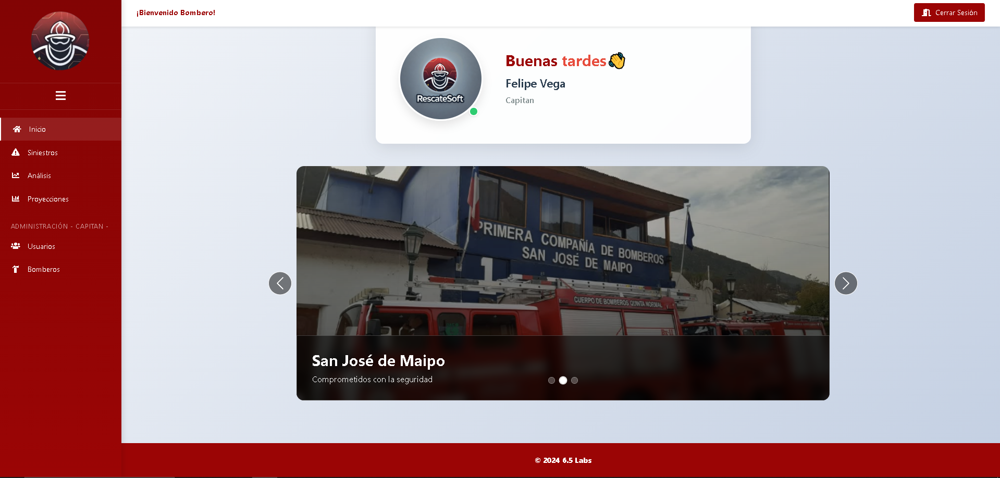 ¡Bienvenido Bombero!
Cerrar Sesión
Inicio
Siniestros
Análisis
Proyecciones
ADMINISTRACIÓN - CAPITAN -
Usuarios
Bomberos
RescateSoft
Buenas tardes👋
Felipe Vega
Capitan
PRIMERA COMPAÑÍA DE BOMBEROS
SAN JOSÉ DE MAIPO
1
CUERPO DE BOMBEROS QUINTA NORMAL
San José de Maipo
Comprometidos con la seguridad
© 2024 6.5 Labs